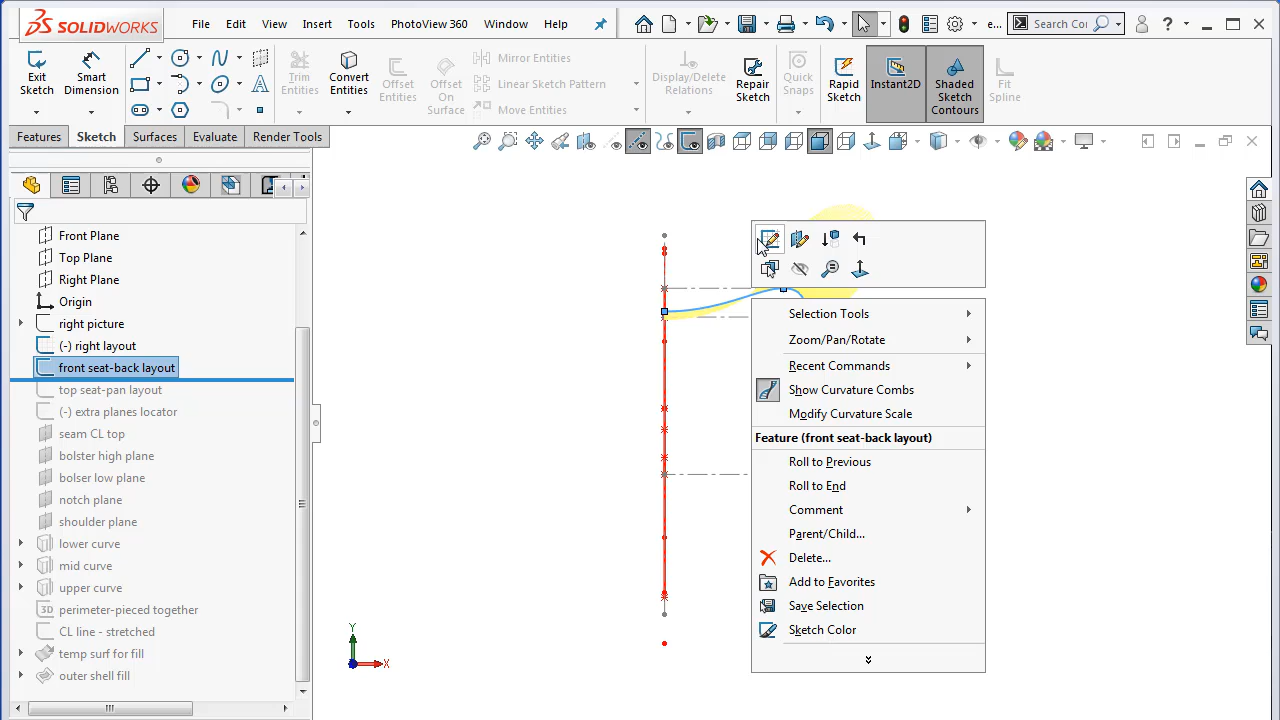 SOLIDWORKS File Edit View Insert Tools PhotoView 360 Window Help e... Search Cor
Exit Sketch
Smart Dimension
Trim Entities
Convert Entities
Offset Entities
Offset On Surface
Mirror Entities
Linear Sketch Pattern
Move Entities
Display/Delete Relations
Repair Sketch
Quick Snaps
Rapid Sketch
Instant2D
Shaded Sketch Contours
Fit Spline
Features Sketch Surfaces Evaluate Render Tools
Front Plane
Top Plane
Right Plane
Origin
right picture
(-) right layout
front seat-back layout
top seat-pan layout
(-) extra planes locator
seam CL top
bolster high plane
bolser low plane
notch plane
shoulder plane
lower curve
mid curve
upper curve
3D perimeter-pieced together
CL line - stretched
temp surf for fill
outer shell fill
Selection Tools
Zoom/Pan/Rotate
Recent Commands
Show Curvature Combs
Modify Curvature Scale
Feature (front seat-back layout)
Roll to Previous
Roll to End
Comment
Parent/Child...
Delete...
Add to Favorites
Save Selection
Sketch Color
Y
X